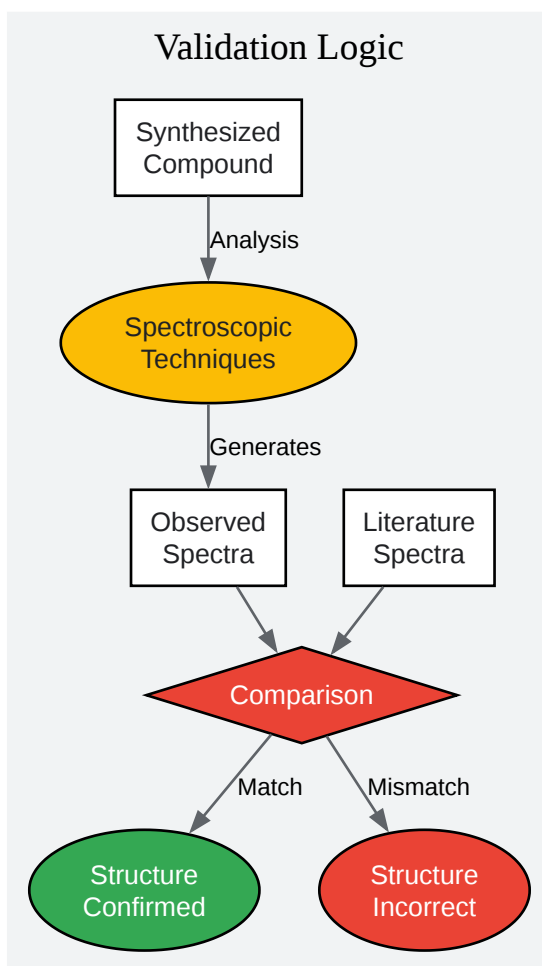 Validation Logic
Synthesized
Compound
Analysis
Spectroscopic
Techniques
Generates
Observed
Spectra
Literature
Spectra
Comparison
Match
Mismatch
Structure
Confirmed
Structure
Incorrect